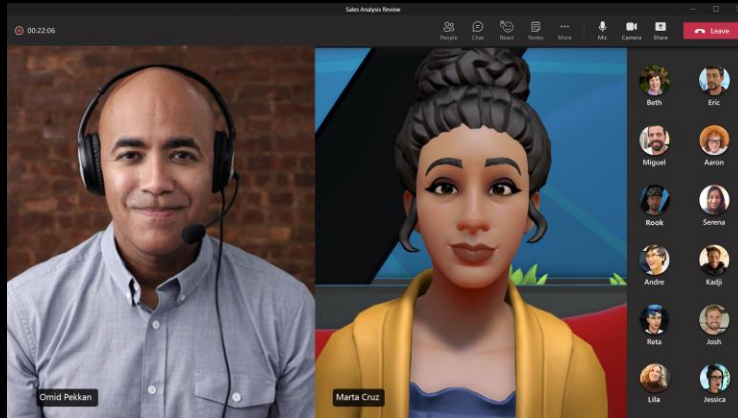 Sales Analysis Review
00:22:06
People Chat React Notes More Mic Camera Share Leave
Beth Eric
Miguel Aaron
Rook Serena
Andre Kadji
Reta Josh
Lila Jessica
Omid Pekkan Marta Cruz